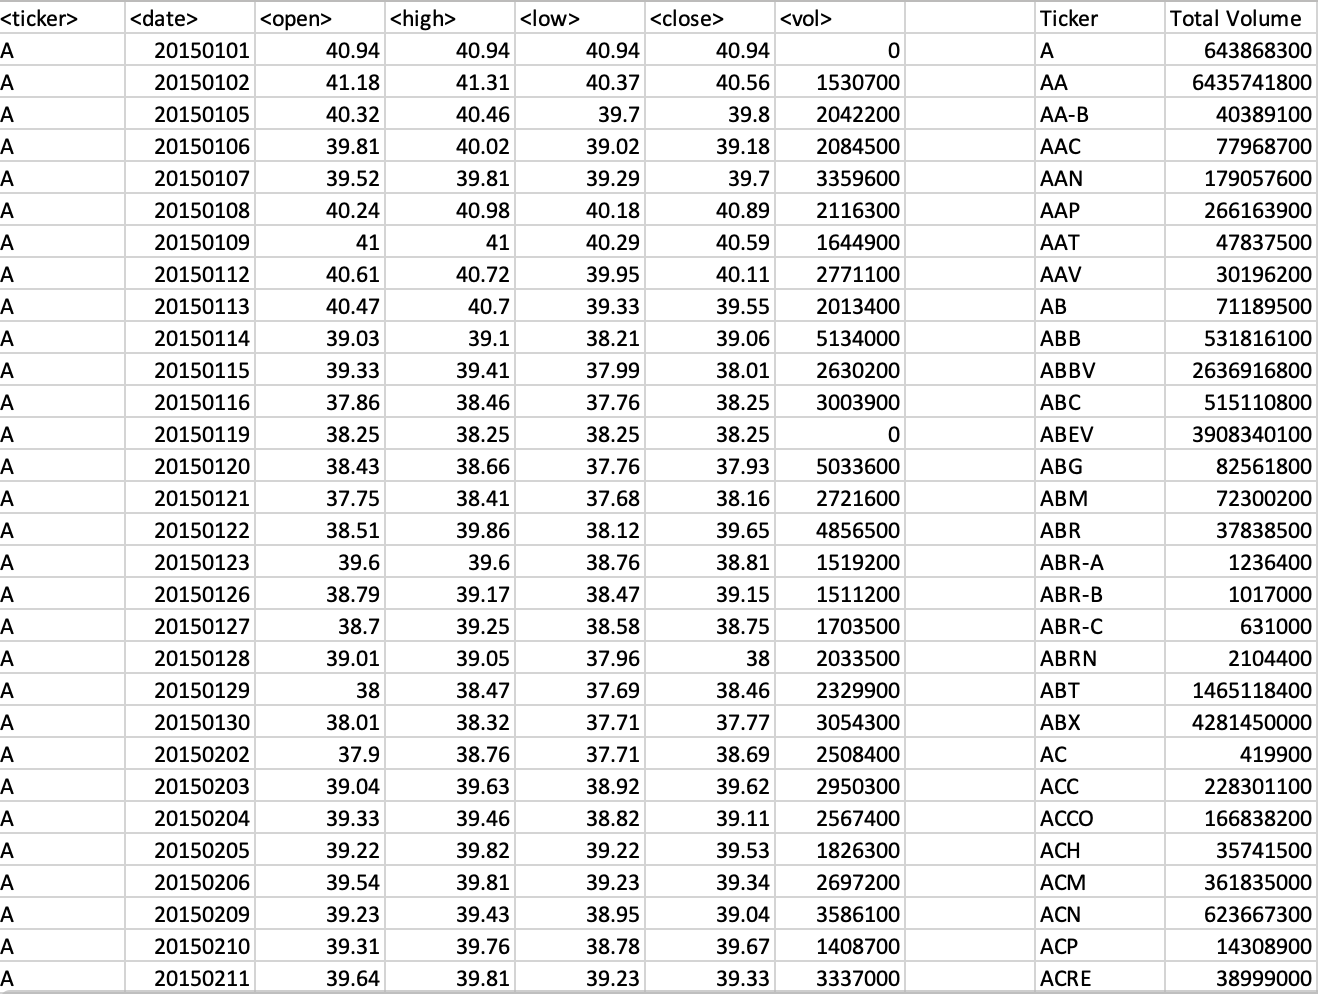 <ticker> <date> <open> <high> <low> <close> <vol> Ticker Total Volume
A 20150101 40.94 40.94 40.94 40.94 0 A 643868300
A 20150102 41.18 41.31 40.37 40.56 1530700 AA 6435741800
A 20150105 40.32 40.46 39.7 39.8 2042200 AA-B 40389100
A 20150106 39.81 40.02 39.02 39.18 2084500 AAC 77968700
A 20150107 39.52 39.81 39.29 39.7 3359600 AAN 179057600
A 20150108 40.24 40.98 40.18 40.89 2116300 AAP 266163900
A 20150109 41 41 40.29 40.59 1644900 AAT 47837500
A 20150112 40.61 40.72 39.95 40.11 2771100 AAV 30196200
A 20150113 40.47 40.7 39.33 39.55 2013400 AB 71189500
A 20150114 39.03 39.1 38.21 39.06 5134000 ABB 531816100
A 20150115 39.33 39.41 37.99 38.01 2630200 ABBV 2636916800
A 20150116 37.86 38.46 37.76 38.25 3003900 ABC 515110800
A 20150119 38.25 38.25 38.25 38.25 0 ABEV 3908340100
A 20150120 38.43 38.66 37.76 37.93 5033600 ABG 82561800
A 20150121 37.75 38.41 37.68 38.16 2721600 ABM 72300200
A 20150122 38.51 39.86 38.12 39.65 4856500 ABR 37838500
A 20150123 39.6 39.6 38.76 38.81 1519200 ABR-A 1236400
A 20150126 38.79 39.17 38.47 39.15 1511200 ABR-B 1017000
A 20150127 38.7 39.25 38.58 38.75 1703500 ABR-C 631000
A 20150128 39.01 39.05 37.96 38 2033500 ABRN 2104400
A 20150129 38 38.47 37.69 38.46 2329900 ABT 1465118400
A 20150130 38.01 38.32 37.71 37.77 3054300 ABX 4281450000
A 20150202 37.9 38.76 37.71 38.69 2508400 AC 419900
A 20150203 39.04 39.63 38.92 39.62 2950300 ACC 228301100
A 20150204 39.33 39.46 38.82 39.11 2567400 ACCO 166838200
A 20150205 39.22 39.82 39.22 39.53 1826300 ACH 35741500
A 20150206 39.54 39.81 39.23 39.34 2697200 ACM 361835000
A 20150209 39.23 39.43 38.95 39.04 3586100 ACN 623667300
A 20150210 39.31 39.76 38.78 39.67 1408700 ACP 14308900
A 20150211 39.64 39.81 39.23 39.33 3337000 ACRE 38999000